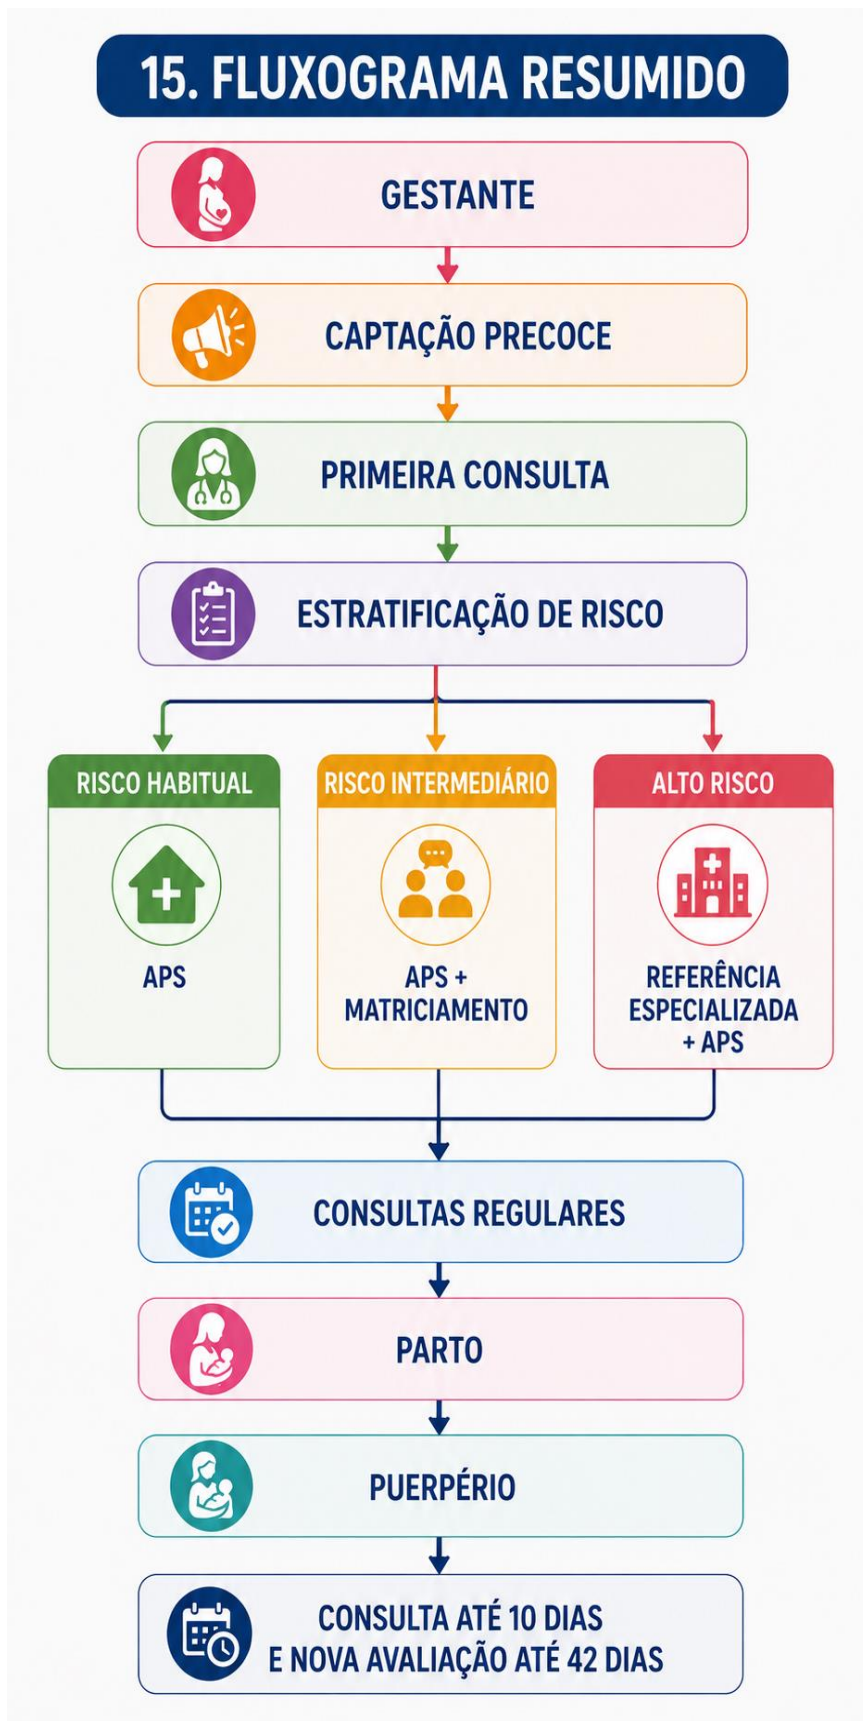 15. FLUXOGRAMA RESUMIDO
GESTANTE
CAPTAÇÃO PRECOCE
PRIMEIRA CONSULTA
ESTRATIFICAÇÃO DE RISCO
RISCO HABITUAL
APS
RISCO INTERMEDIÁRIO
APS +
MATRICIAMENTO
ALTO RISCO
REFERÊNCIA
ESPECIALIZADA
+ APS
CONSULTAS REGULARES
PARTO
PUERPÉRIO
CONSULTA ATÉ 10 DIAS
E NOVA AVALIAÇÃO ATÉ 42 DIAS